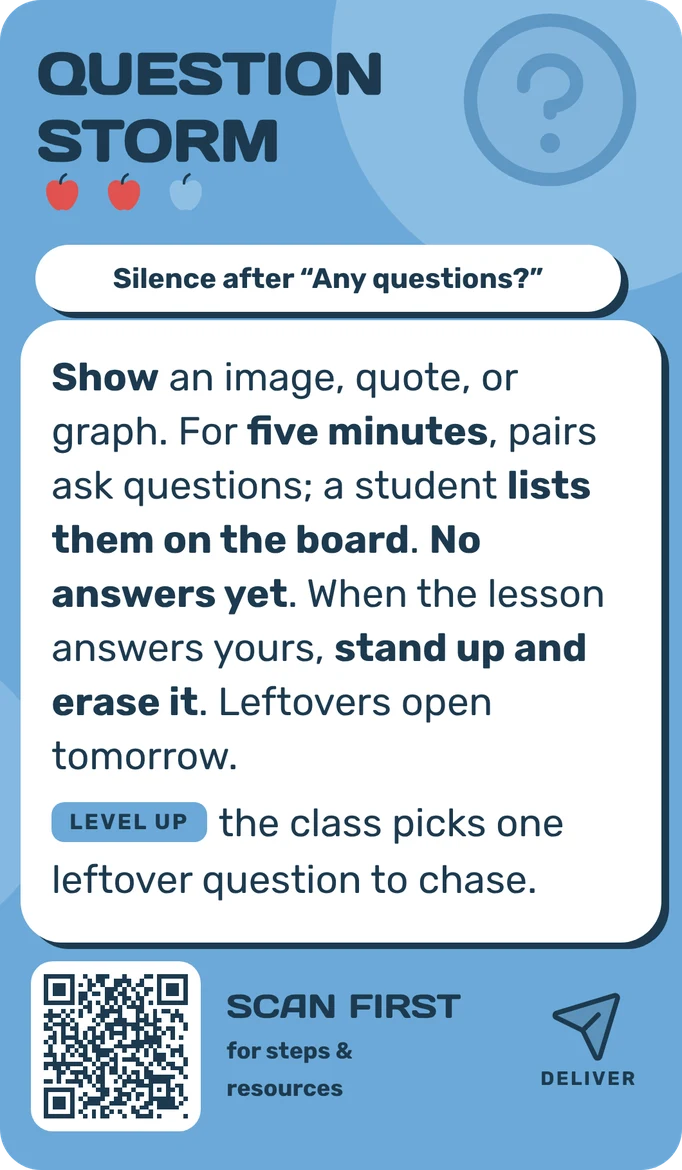 QUESTION
STORM
Silence after “Any questions?”
Show an image, quote, or
graph. For five minutes, pairs
ask questions; a student lists
them on the board. No
answers yet. When the lesson
answers yours, stand up and
erase it. Leftovers open
tomorrow.
LEVEL UP the class picks one
leftover question to chase.
SCAN FIRST
for steps &
resources
DELIVER